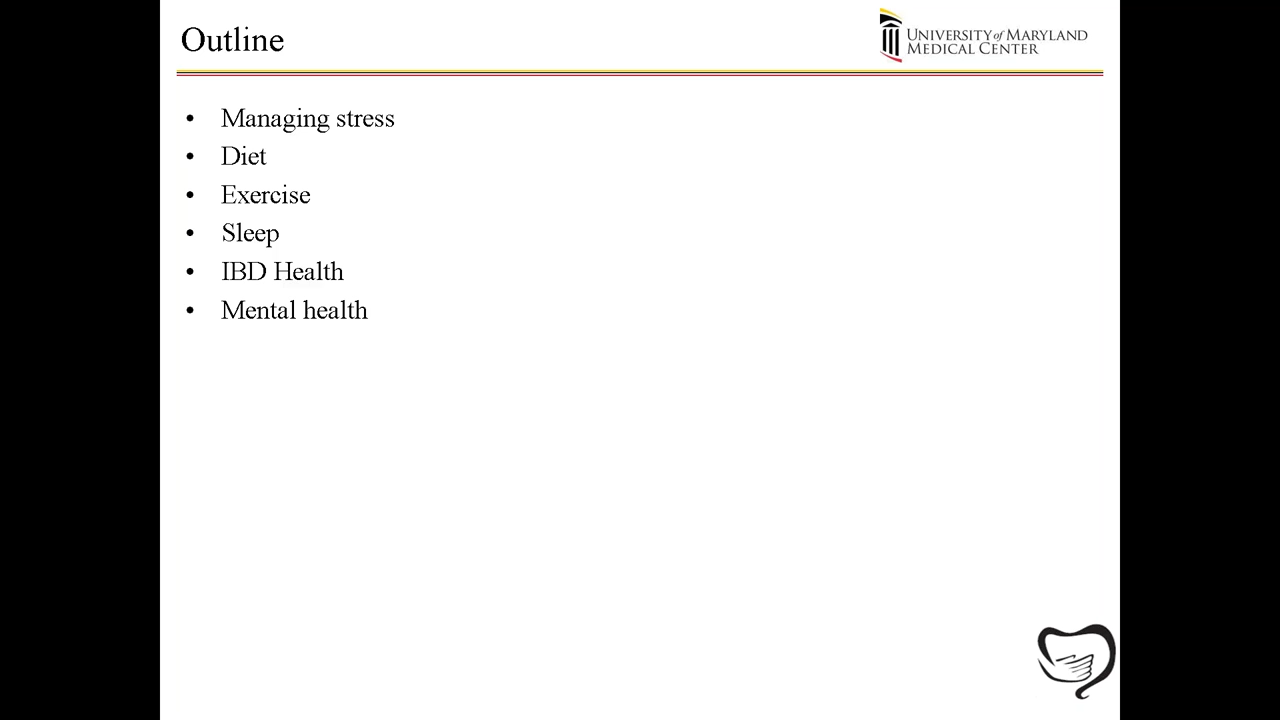 Outline
UNIVERSITY of MARYLAND
MEDICAL CENTER
• Managing stress
• Diet
• Exercise
• Sleep
• IBD Health
• Mental health